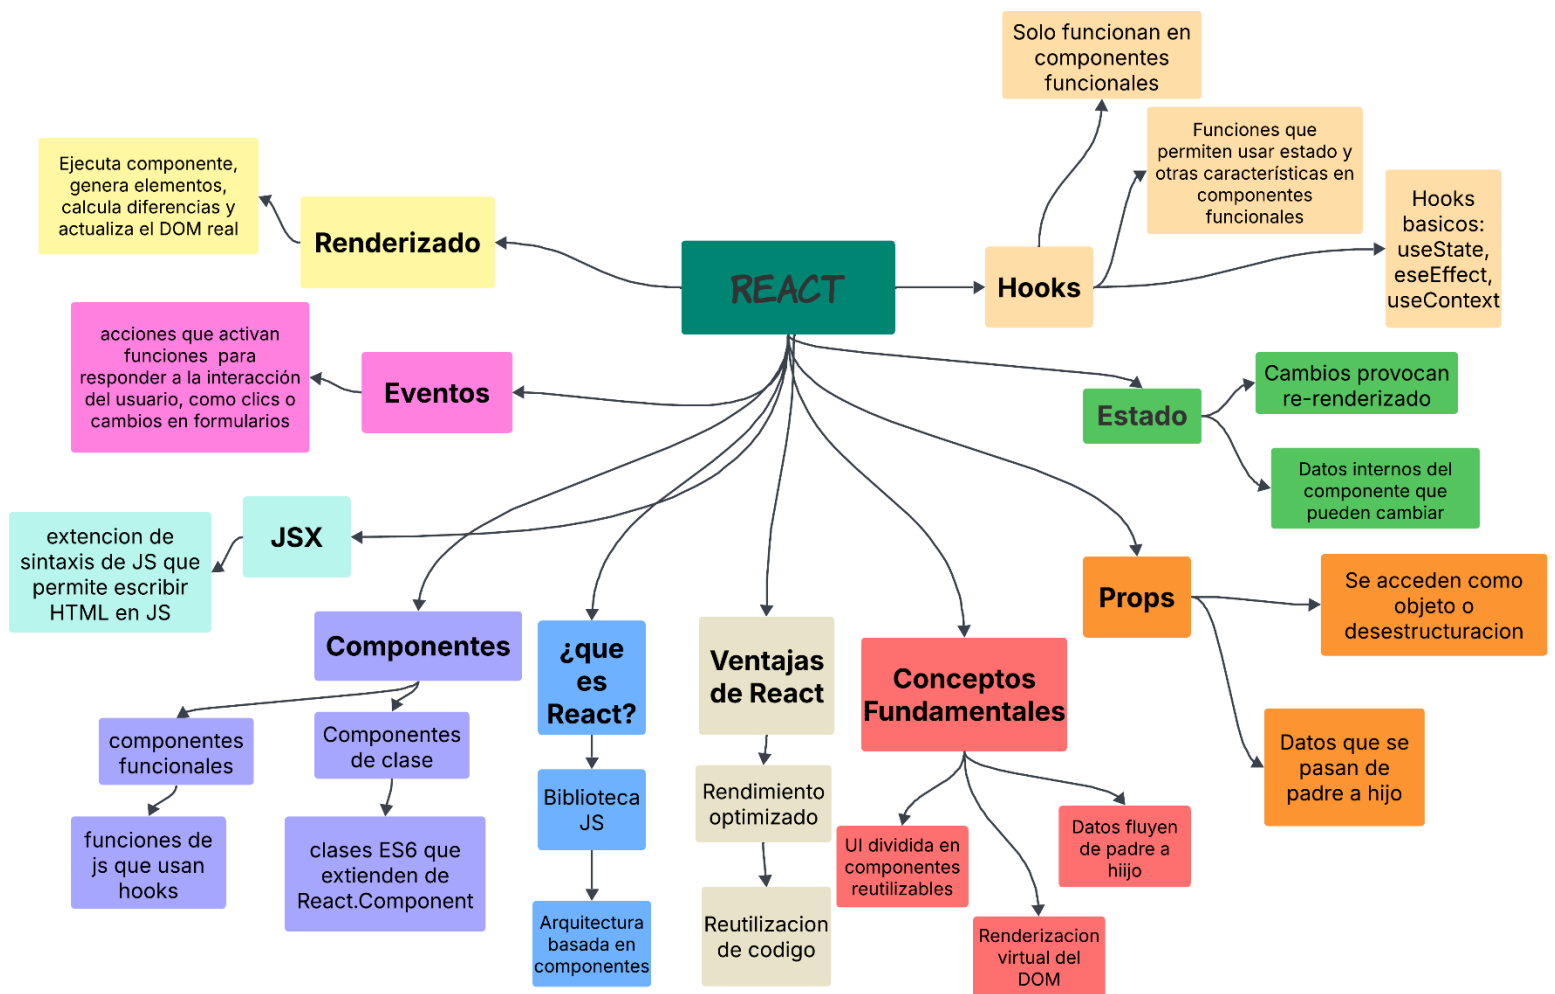 Solo funcionan en
componentes
funcionales
Funciones que
permiten usar estado y
otras características en
componentes
funcionales
Hooks
basicos:
useState,
eseEffect,
useContext
Ejecuta componente,
genera elementos,
calcula diferencias y
actualiza el DOM real
Renderizado
REACT
Hooks
acciones que activan
funciones para
responder a la interacción
del usuario, como clics o
cambios en formularios
Eventos
Estado
Cambios provocan
re-renderizado
Datos internos del
componente que
pueden cambiar
extencion de
sintaxis de JS que
permite escribir
HTML en JS
JSX
Props
Se acceden como
objeto o
desestructuracion
Datos que se
pasan de
padre a hijo
Componentes
componentes
funcionales
funciones de
js que usan
hooks
Componentes
de clase
clases ES6 que
extienden de
React.Component
¿que
es
React?
Biblioteca
JS
Arquitectura
basada en
componentes
Ventajas
de React
Rendimiento
optimizado
Reutilizacion
de codigo
Conceptos
Fundamentales
UI dividida en
componentes
reutilizables
Renderizacion
virtual del
DOM
Datos fluyen
de padre a
hiijo